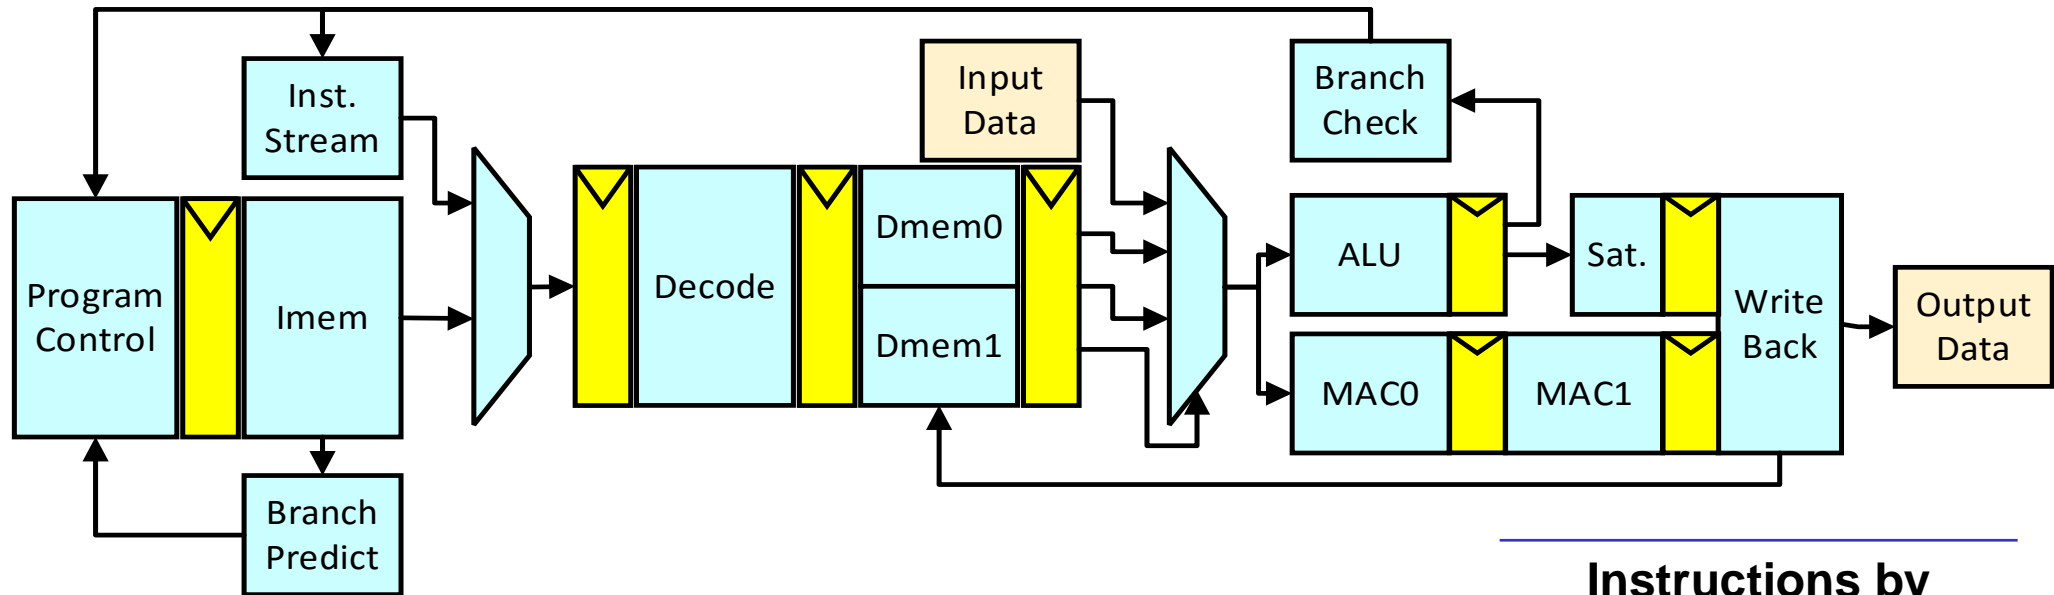 Inst.
Stream
Input
Data
Branch
Check
Program
Control
Imem
Decode
Dmem0
Dmem1
ALU
Sat.
MAC0
MAC1
Write
Back
Output
Data
Branch
Predict
Instructions by